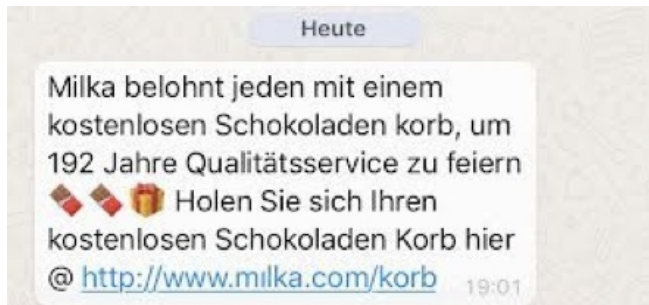 Heute
Milka belohnt jeden mit einem
kostenlosen Schokoladen korb, um
192 Jahre Qualitätsservice zu feiern
🍫 🍫 🎁 Holen Sie sich Ihren
kostenlosen Schokoladen Korb hier
@ http://www.mılka.com/korb 19:01